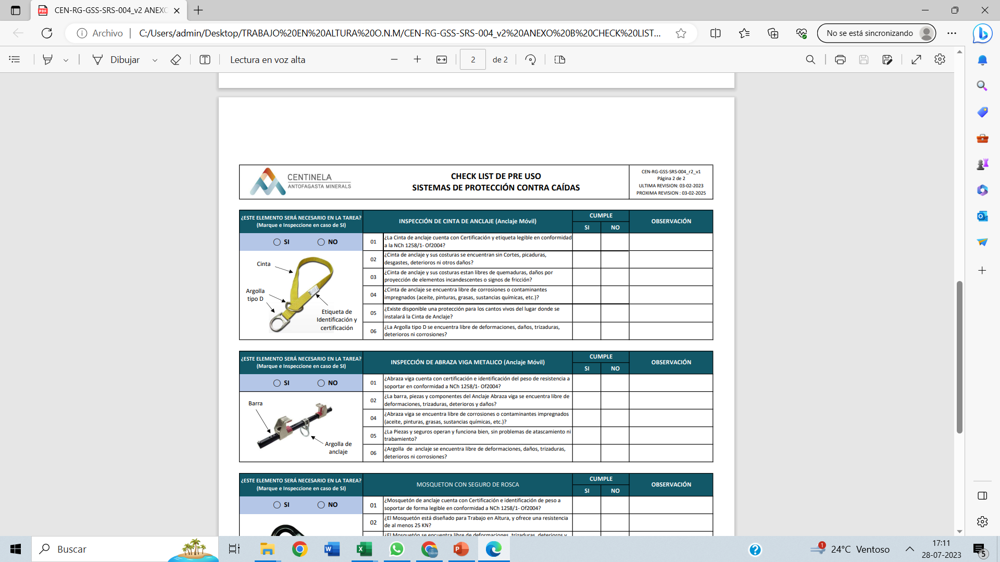 CEN-RG-GSS-SRS-004_v2 ANEXO
Archivo
C:/Users/admin/Desktop/TRABAJO%20EN%20ALTURA%20O.N.M/CEN-RG-GSS-SRS-004_v2%20ANEXO%20B%20CHECK%20LIST...
No se está sincronizando
Dibujar
Lectura en voz alta
2
de 2
CENTINELA
ANTOFAGASTA MINERALS
CHECK LIST DE PRE USO
SISTEMAS DE PROTECCIÓN CONTRA CAÍDAS
CEN-RG-GSS-SRS-004_r2_v1
Página 2 de 2
ULTIMA REVISION: 03-02-2023
PROXIMA REVISION : 03-02-2025
¿ESTE ELEMENTO SERÁ NECESARIO EN LA TAREA?
(Marque e Inspeccione en caso de SI)
INSPECCIÓN DE CINTA DE ANCLAJE (Anclaje Móvil)
CUMPLE
SI NO
OBSERVACIÓN
SI NO
01 ¿La Cinta de anclaje cuenta con Certificación y etiqueta legible en conformidad
a la NCh 1258/1- Of2004?
02 ¿Cinta de anclaje y sus costuras se encuentran sin Cortes, picaduras,
desgastes, deterioros ni otros daños?
03 ¿Cinta de anclaje y sus costuras estan libres de quemaduras, daños por
proyección de elementos incandescentes o signos de fricción?
04 ¿Cinta de anclaje se encuentra libre de corrosiones o contaminantes
impregnados (aceite, pinturas, grasas, sustancias químicas, etc.)?
05 ¿Existe disponible una protección para los cantos vivos del lugar donde se
instalará la Cinta de Anclaje?
06 ¿La Argolla tipo D se encuentra libre de deformaciones, daños, trizaduras,
deterioros ni corrosiones?
Cinta
Argolla
tipo D
Etiqueta de
Identificación y
certificación
¿ESTE ELEMENTO SERÁ NECESARIO EN LA TAREA?
(Marque e Inspeccione en caso de SI)
INSPECCIÓN DE ABRAZA VIGA METALICO (Anclaje Móvil)
CUMPLE
SI NO
OBSERVACIÓN
SI NO
01 ¿Abraza viga cuenta con certificación e identificación del peso de resistencia a
soportar en conformidad a NCh 1258/1- Of2004?
02 ¿La barra, piezas y componentes del Anclaje Abraza viga se encuentra libre de
deformaciones, trizaduras, deterioros y daños?
04 ¿Abraza viga se encuentra libre de corrosiones o contaminantes impregnados
(aceite, pinturas, grasas, sustancias químicas, etc.)?
05 ¿La Piezas y seguros operan y funciona bien, sin problemas de atascamiento ni
trabamiento?
06 ¿Argolla de anclaje se encuentra libre de deformaciones, daños, trizaduras,
deterioros ni corrosiones?
Barra
Argolla de
anclaje
¿ESTE ELEMENTO SERÁ NECESARIO EN LA TAREA?
(Marque e Inspeccione en caso de SI)
MOSQUETON CON SEGURO DE ROSCA
CUMPLE
SI NO
OBSERVACIÓN
SI NO
01 ¿Mosquetón de anclaje cuenta con Certificación e identificación de peso a
soportar de forma legible en conformidad a NCh 1258/1- Of2004?
02 ¿El Mosquetón está diseñado para Trabajo en Altura, y ofrece una resistencia
de al menos 25 KN?
¿El Mosquetón se encuentra libre de deformaciones, trizaduras, deterioros y
Buscar
24°C Ventoso
17:11
28-07-2023
5
1